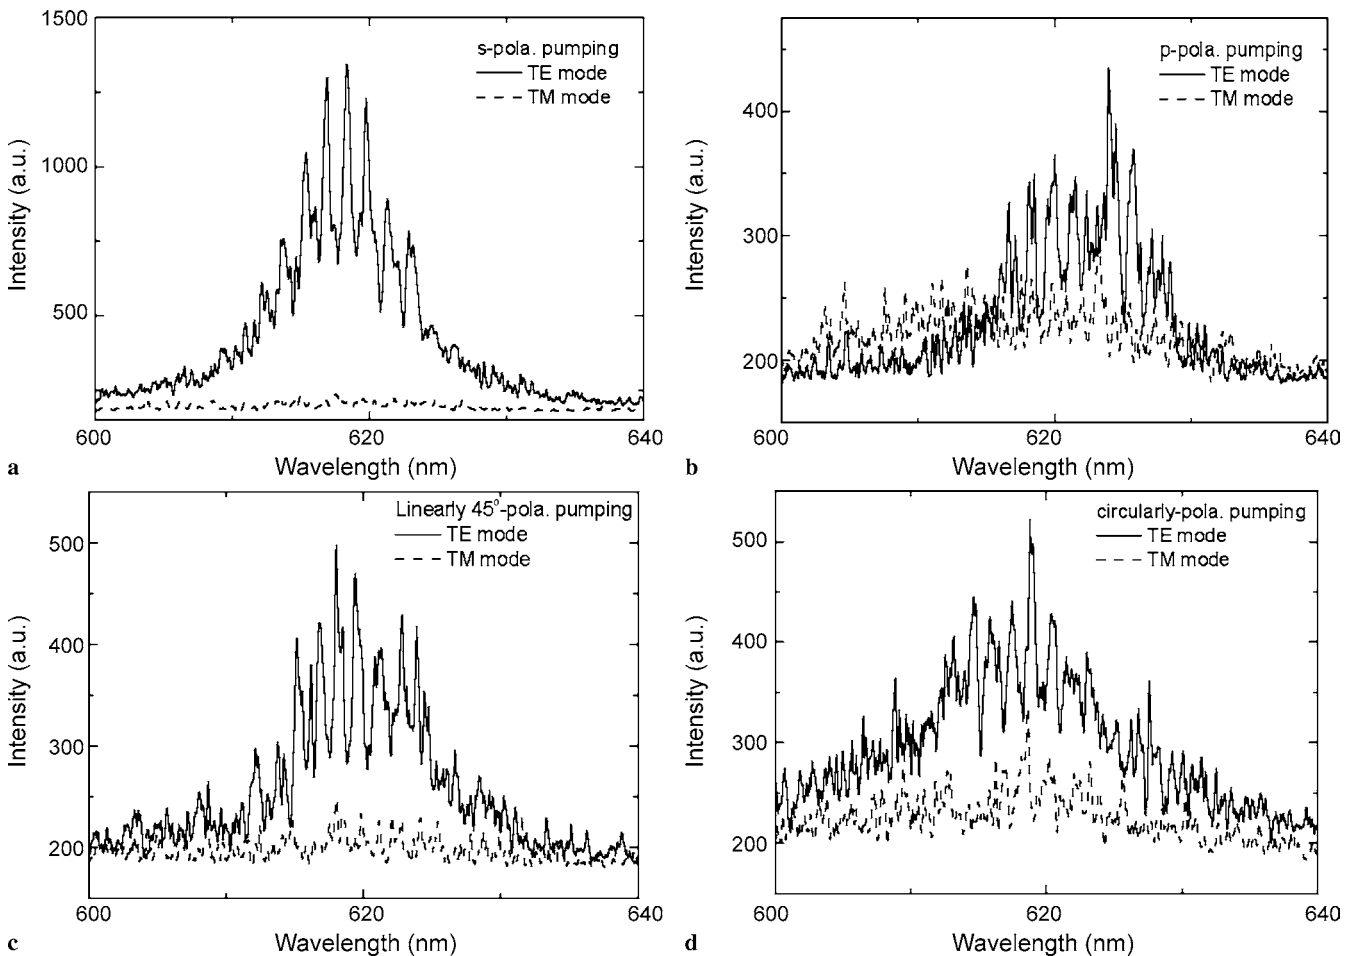 1500
1000
500
Intensity (a.u.)
s-pola. pumping
TE mode
TM mode
600
620
640
Wavelength (nm)
a
400
300
200
Intensity (a.u.)
p-pola. pumping
TE mode
TM mode
600
620
640
Wavelength (nm)
b
500
400
300
200
Intensity (a.u.)
Linearly 45°-pola. pumping
TE mode
TM mode
600
620
640
Wavelength (nm)
c
500
400
300
200
Intensity (a.u.)
circularly-pola. pumping
TE mode
TM mode
600
620
640
Wavelength (nm)
d